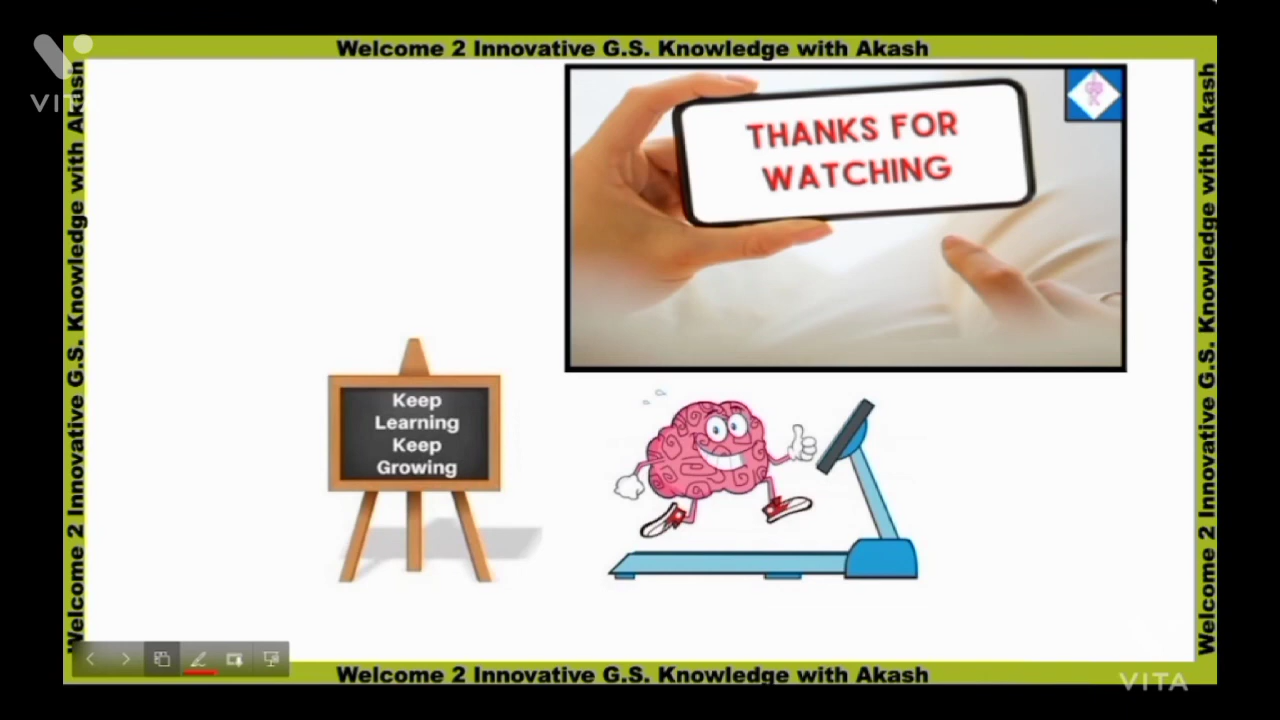 Welcome 2 Innovative G.S. Knowledge with Akash
VITA
Welcome 2 Innovative G.S. Knowledge with Akash
THANKS FOR
WATCHING
Keep
Learning
Keep
Growing
Welcome 2 Innovative G.S. Knowledge with Akash
Welcome 2 Innovative G.S. Knowledge with Akash
VITA